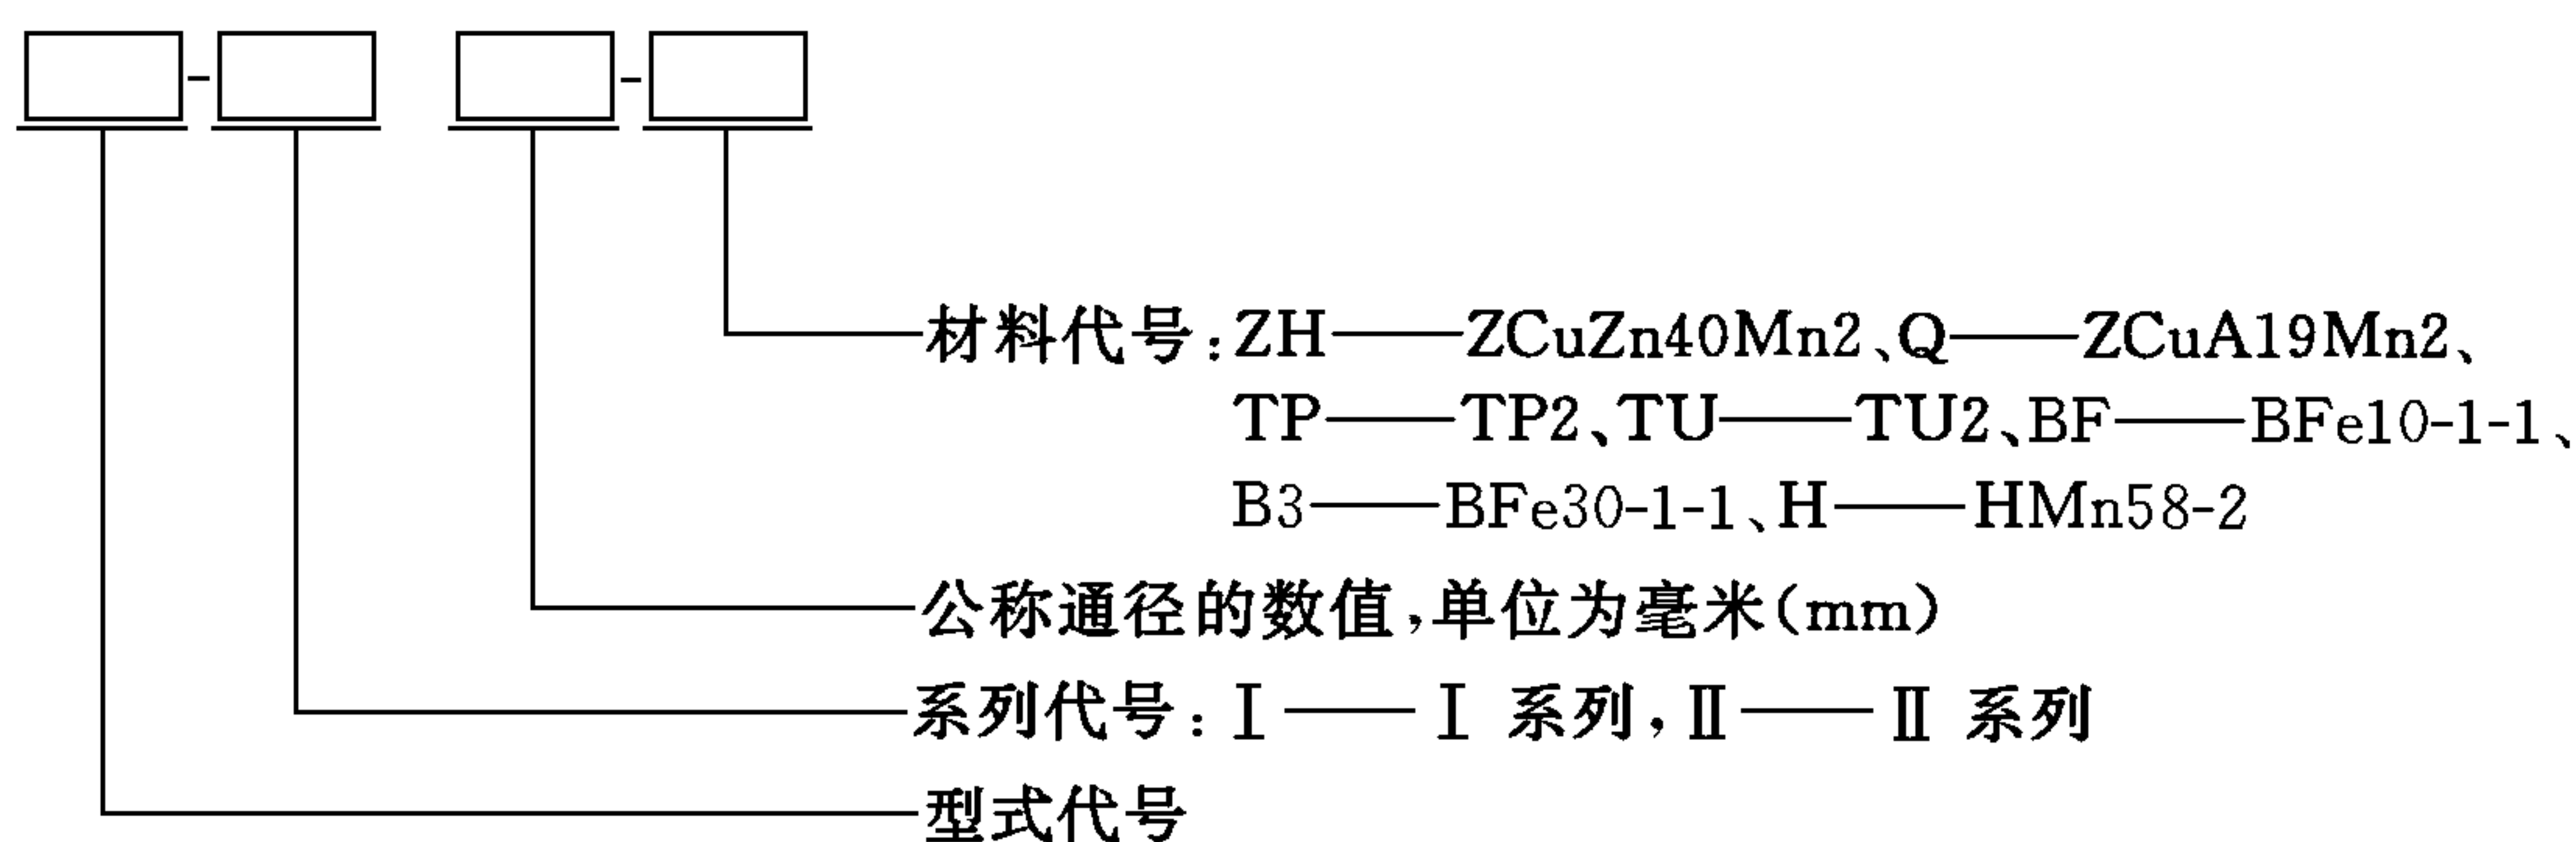 材料代号:ZH——ZCuZn40Mn2、Q——ZCuA19Mn2、
TP——TP2、TU——TU2、BF——BFe10-1-1、
B3——BFe30-1-1、H——HMn58-2
公称通径的数值,单位为毫米(mm)
系列代号:Ⅰ——Ⅰ 系列,Ⅱ——Ⅱ 系列
型式代号